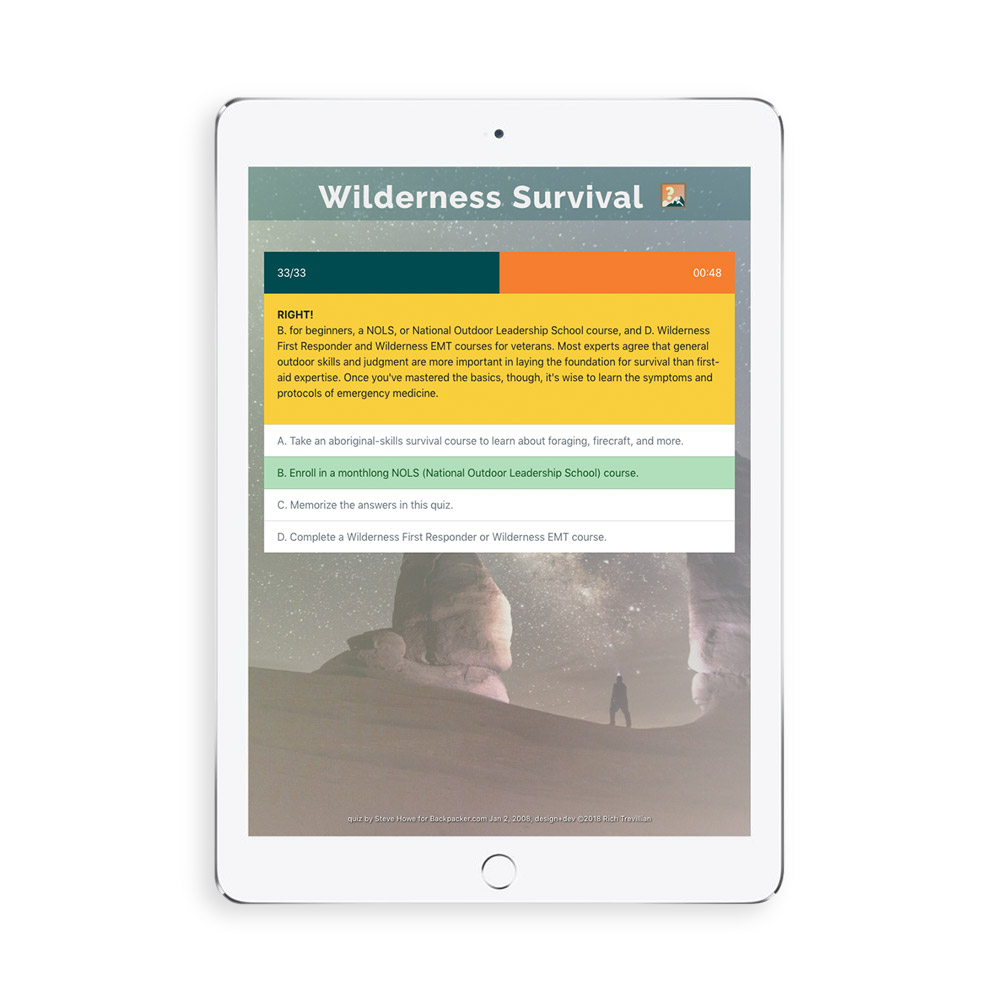 Wilderness Survival ?
33/33 00:48
RIGHT!
B. for beginners, a NOLS, or National Outdoor Leadership School course, and D. Wilderness
First Responder and Wilderness EMT courses for veterans. Most experts agree that general
outdoor skills and judgment are more important in laying the foundation for survival than first-
aid expertise. Once you've mastered the basics, though, it's wise to learn the symptoms and
protocols of emergency medicine.
A. Take an aboriginal-skills survival course to learn about foraging, firecraft, and more.
B. Enroll in a monthlong NOLS (National Outdoor Leadership School) course.
C. Memorize the answers in this quiz.
D. Complete a Wilderness First Responder or Wilderness EMT course.
quiz by Steve Howe for Backpacker.com Jan 2, 2008, design+dev ©2018 Rich Trevillian